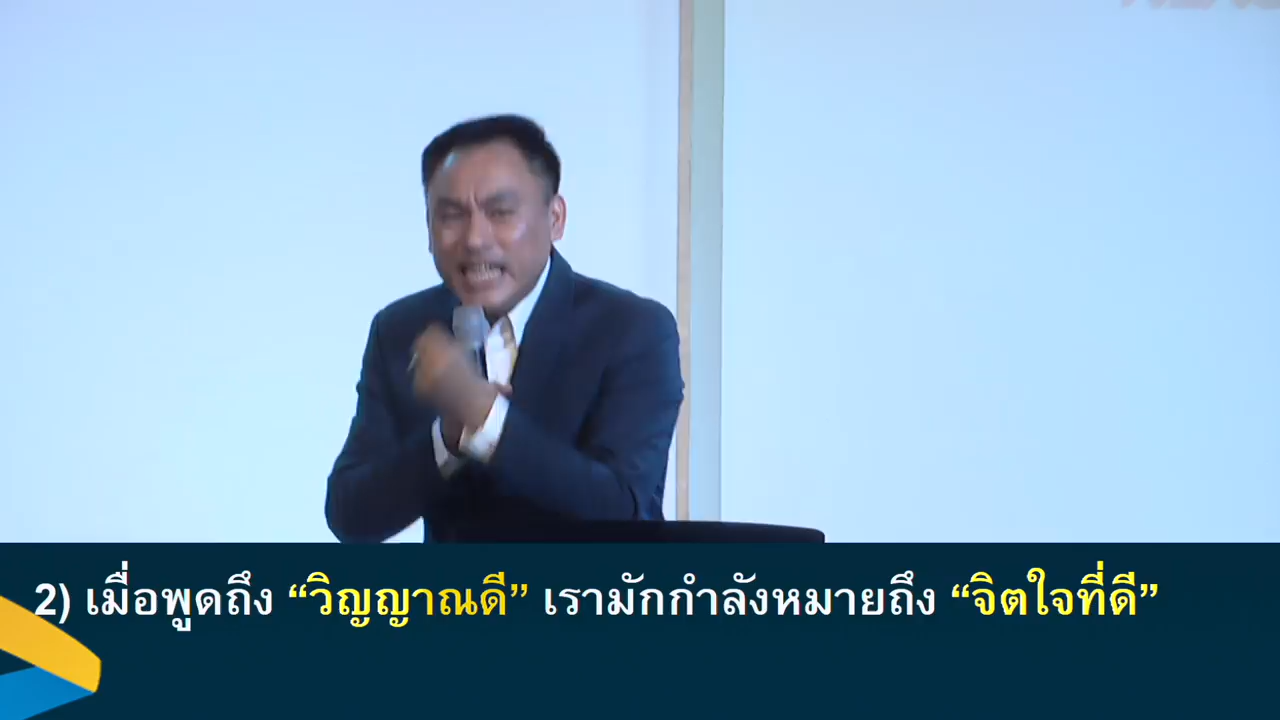 2) เมื่อพูดถึง “วิญญาณดี” เรามักกำลังหมายถึง “จิตใจที่ดี”